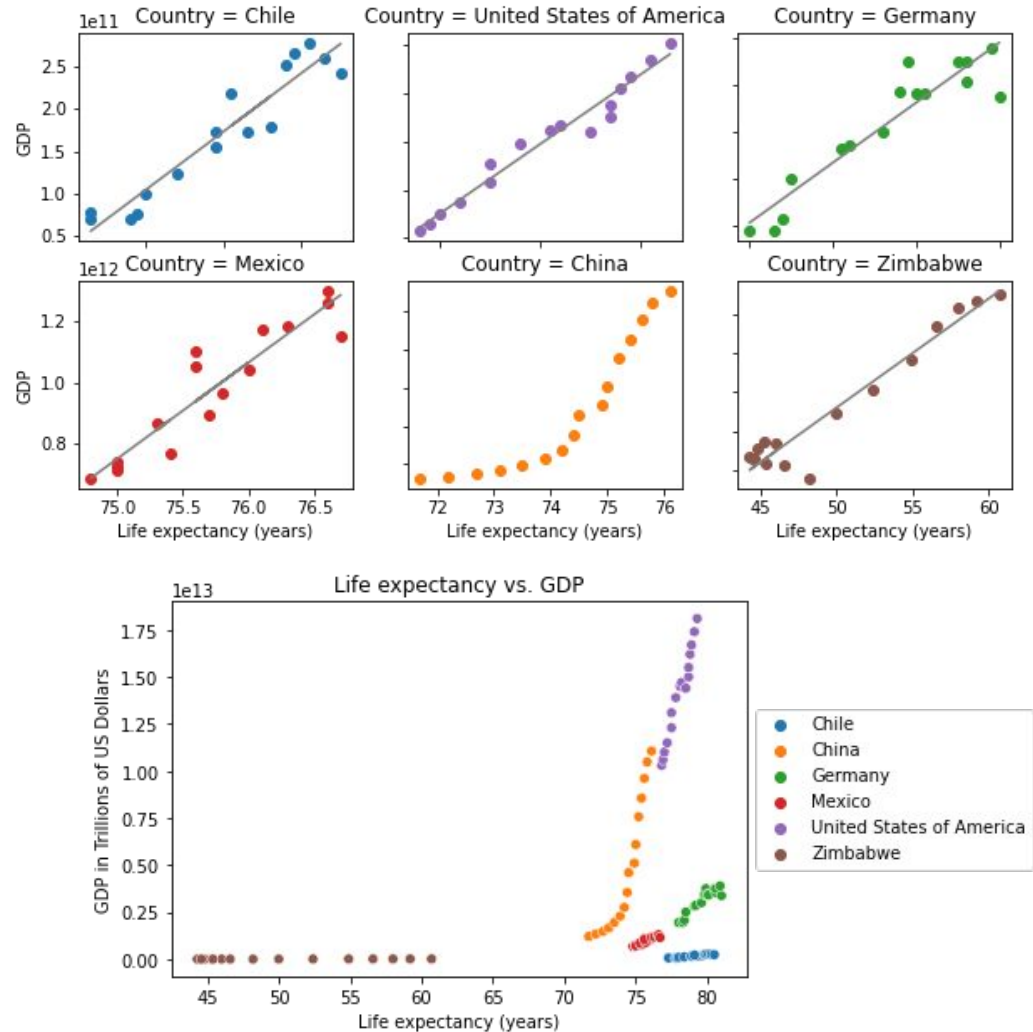 Country = Chile
Country = United States of America
Country = Germany
1e11
2.5
2.0
1.5
1.0
0.5
GDP
Country = Mexico
Country = China
Country = Zimbabwe
1e12
1.2
1.0
0.8
GDP
75.0 75.5 76.0 76.5
72 73 74 75 76
45 50 55 60
Life expectancy (years)
Life expectancy (years)
Life expectancy (years)
Life expectancy vs. GDP
1e13
1.75
1.50
1.25
1.00
0.75
0.50
0.25
0.00
GDP in Trillions of US Dollars
45 50 55 60 65 70 75 80
Life expectancy (years)
Chile
China
Germany
Mexico
United States of America
Zimbabwe